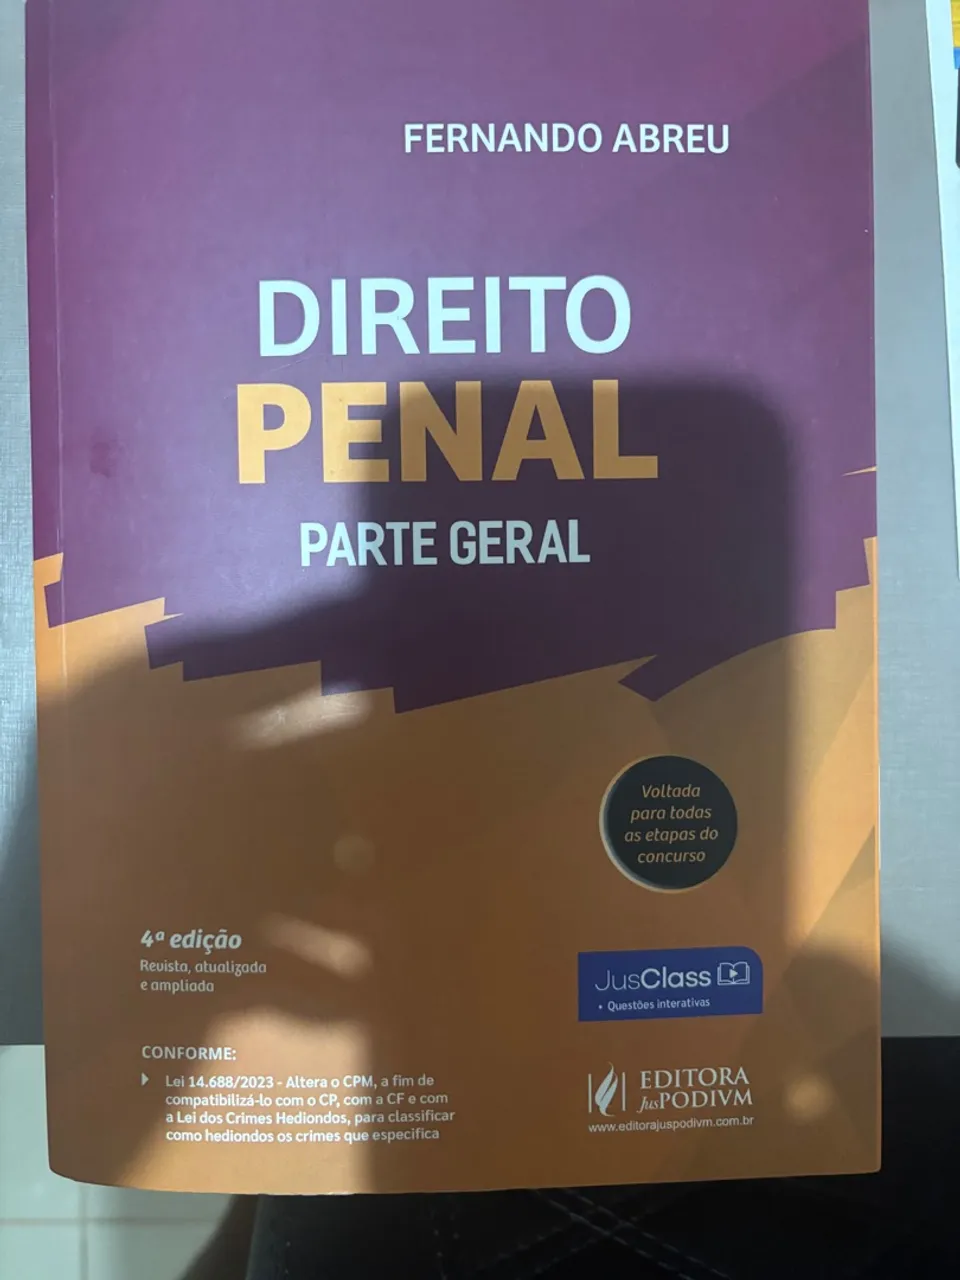 FERNANDO ABREU
DIREITO
PENAL
PARTE GERAL
Voltada
para todas
as etapas do
concurso
4ª edição
Revista, atualizada
e ampliada
JusClass
• Questões interativas
CONFORME:
Lei 14.688/2023 - Altera o CPM, a fim de
compatibilizá-lo com o CP, com a CF e com
a Lei dos Crimes Hediondos, para classificar
como hediondos os crimes que especifica
EDITORA
JusPODIVM
www.editorajuspodivm.com.br